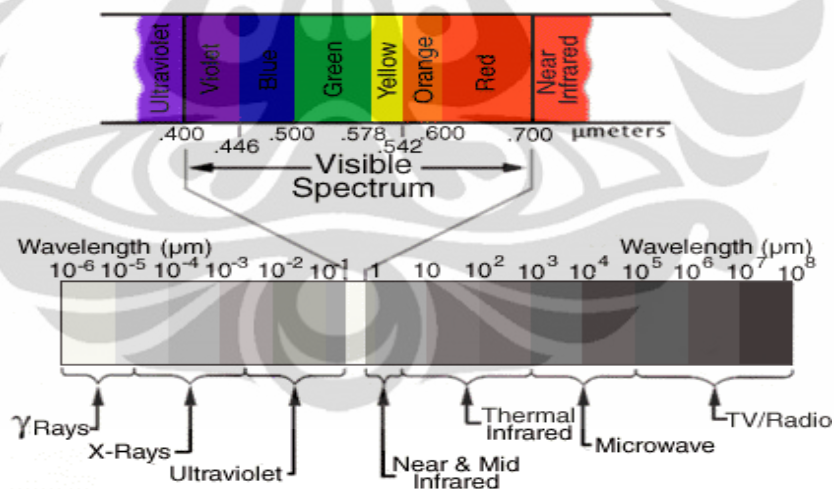 Ultraviolet Violet Blue Green Yellow Orange Red Near Infrared
.400 .446 .500 .578 .542 .600 .700 μmeters
Visible
Spectrum
Wavelength (μm) Wavelength (μm)
10-6 10-5 10-4 10-3 10-2 10-1 1 10 10² 10³ 10⁴ 10⁵ 10⁶ 10⁷ 10⁸
γ Rays
X-Rays
Ultraviolet
Near & Mid
Infrared
Thermal
Infrared
Microwave
TV/Radio